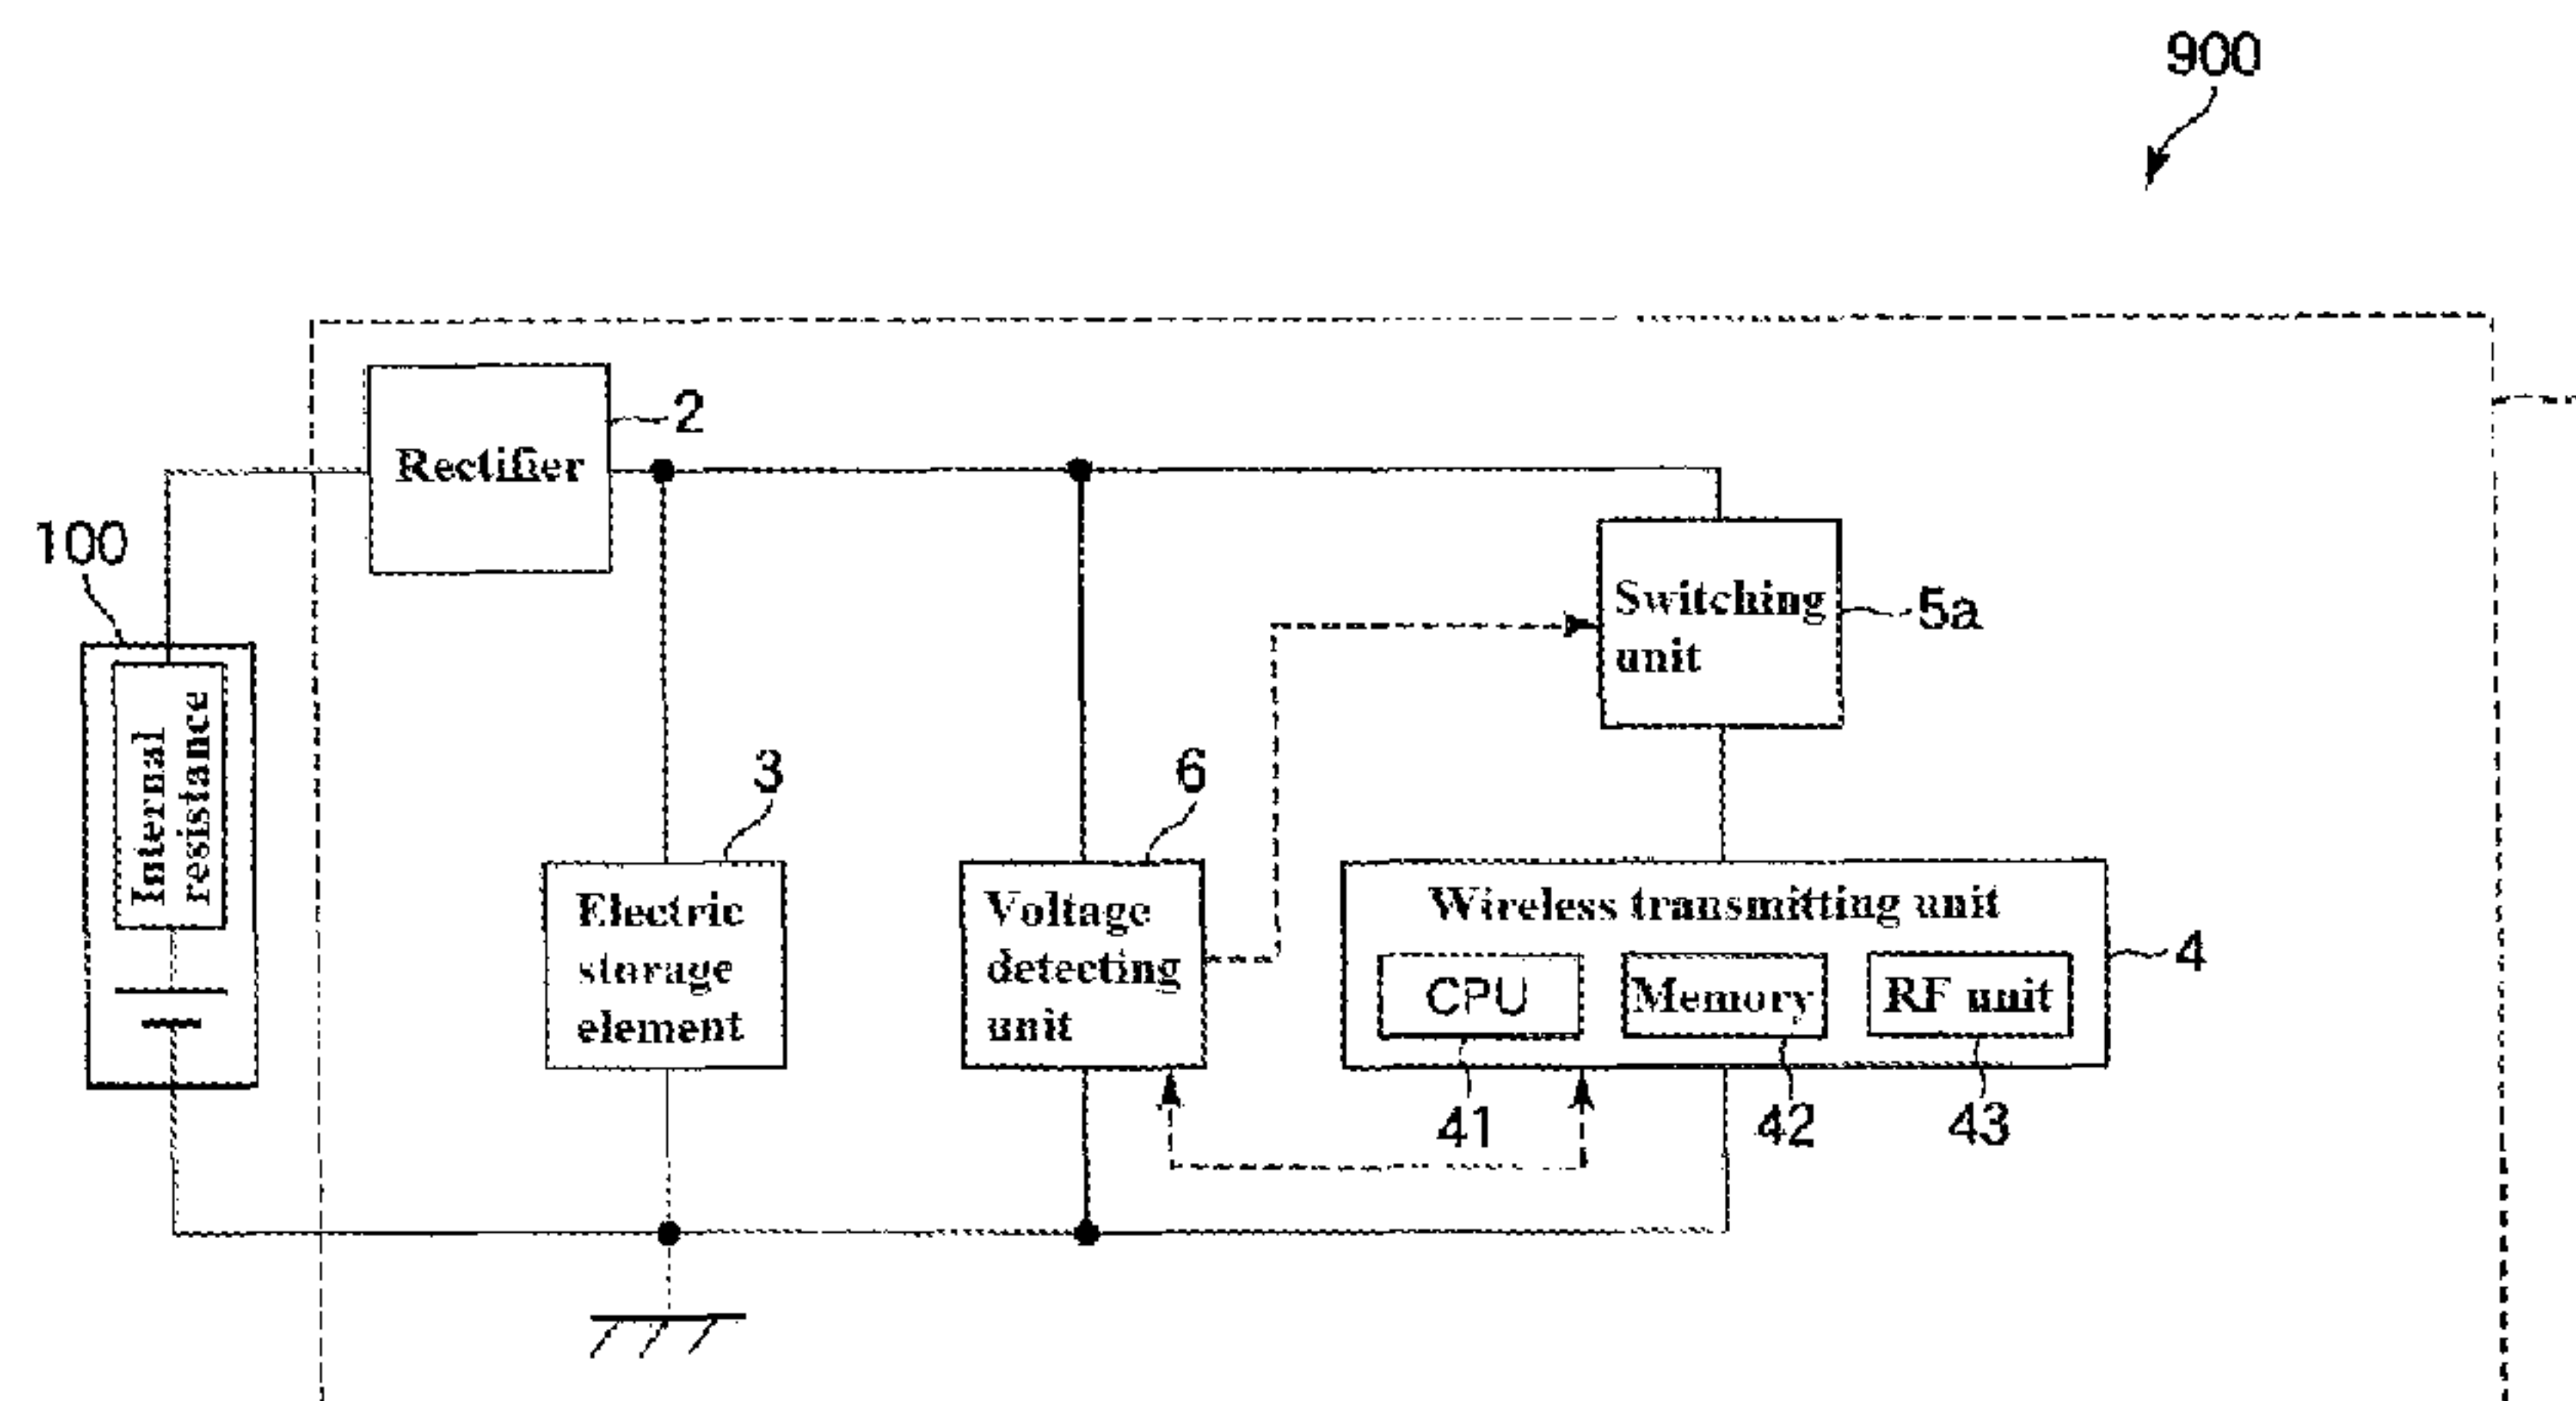 900
2
Rectifier
100
Switching
unit
5a
Internal
resistance
3
6
Electric
storage
element
Voltage
detecting
unit
Wireless transmitting unit
4
CPU
Memory
RF unit
41
42
43